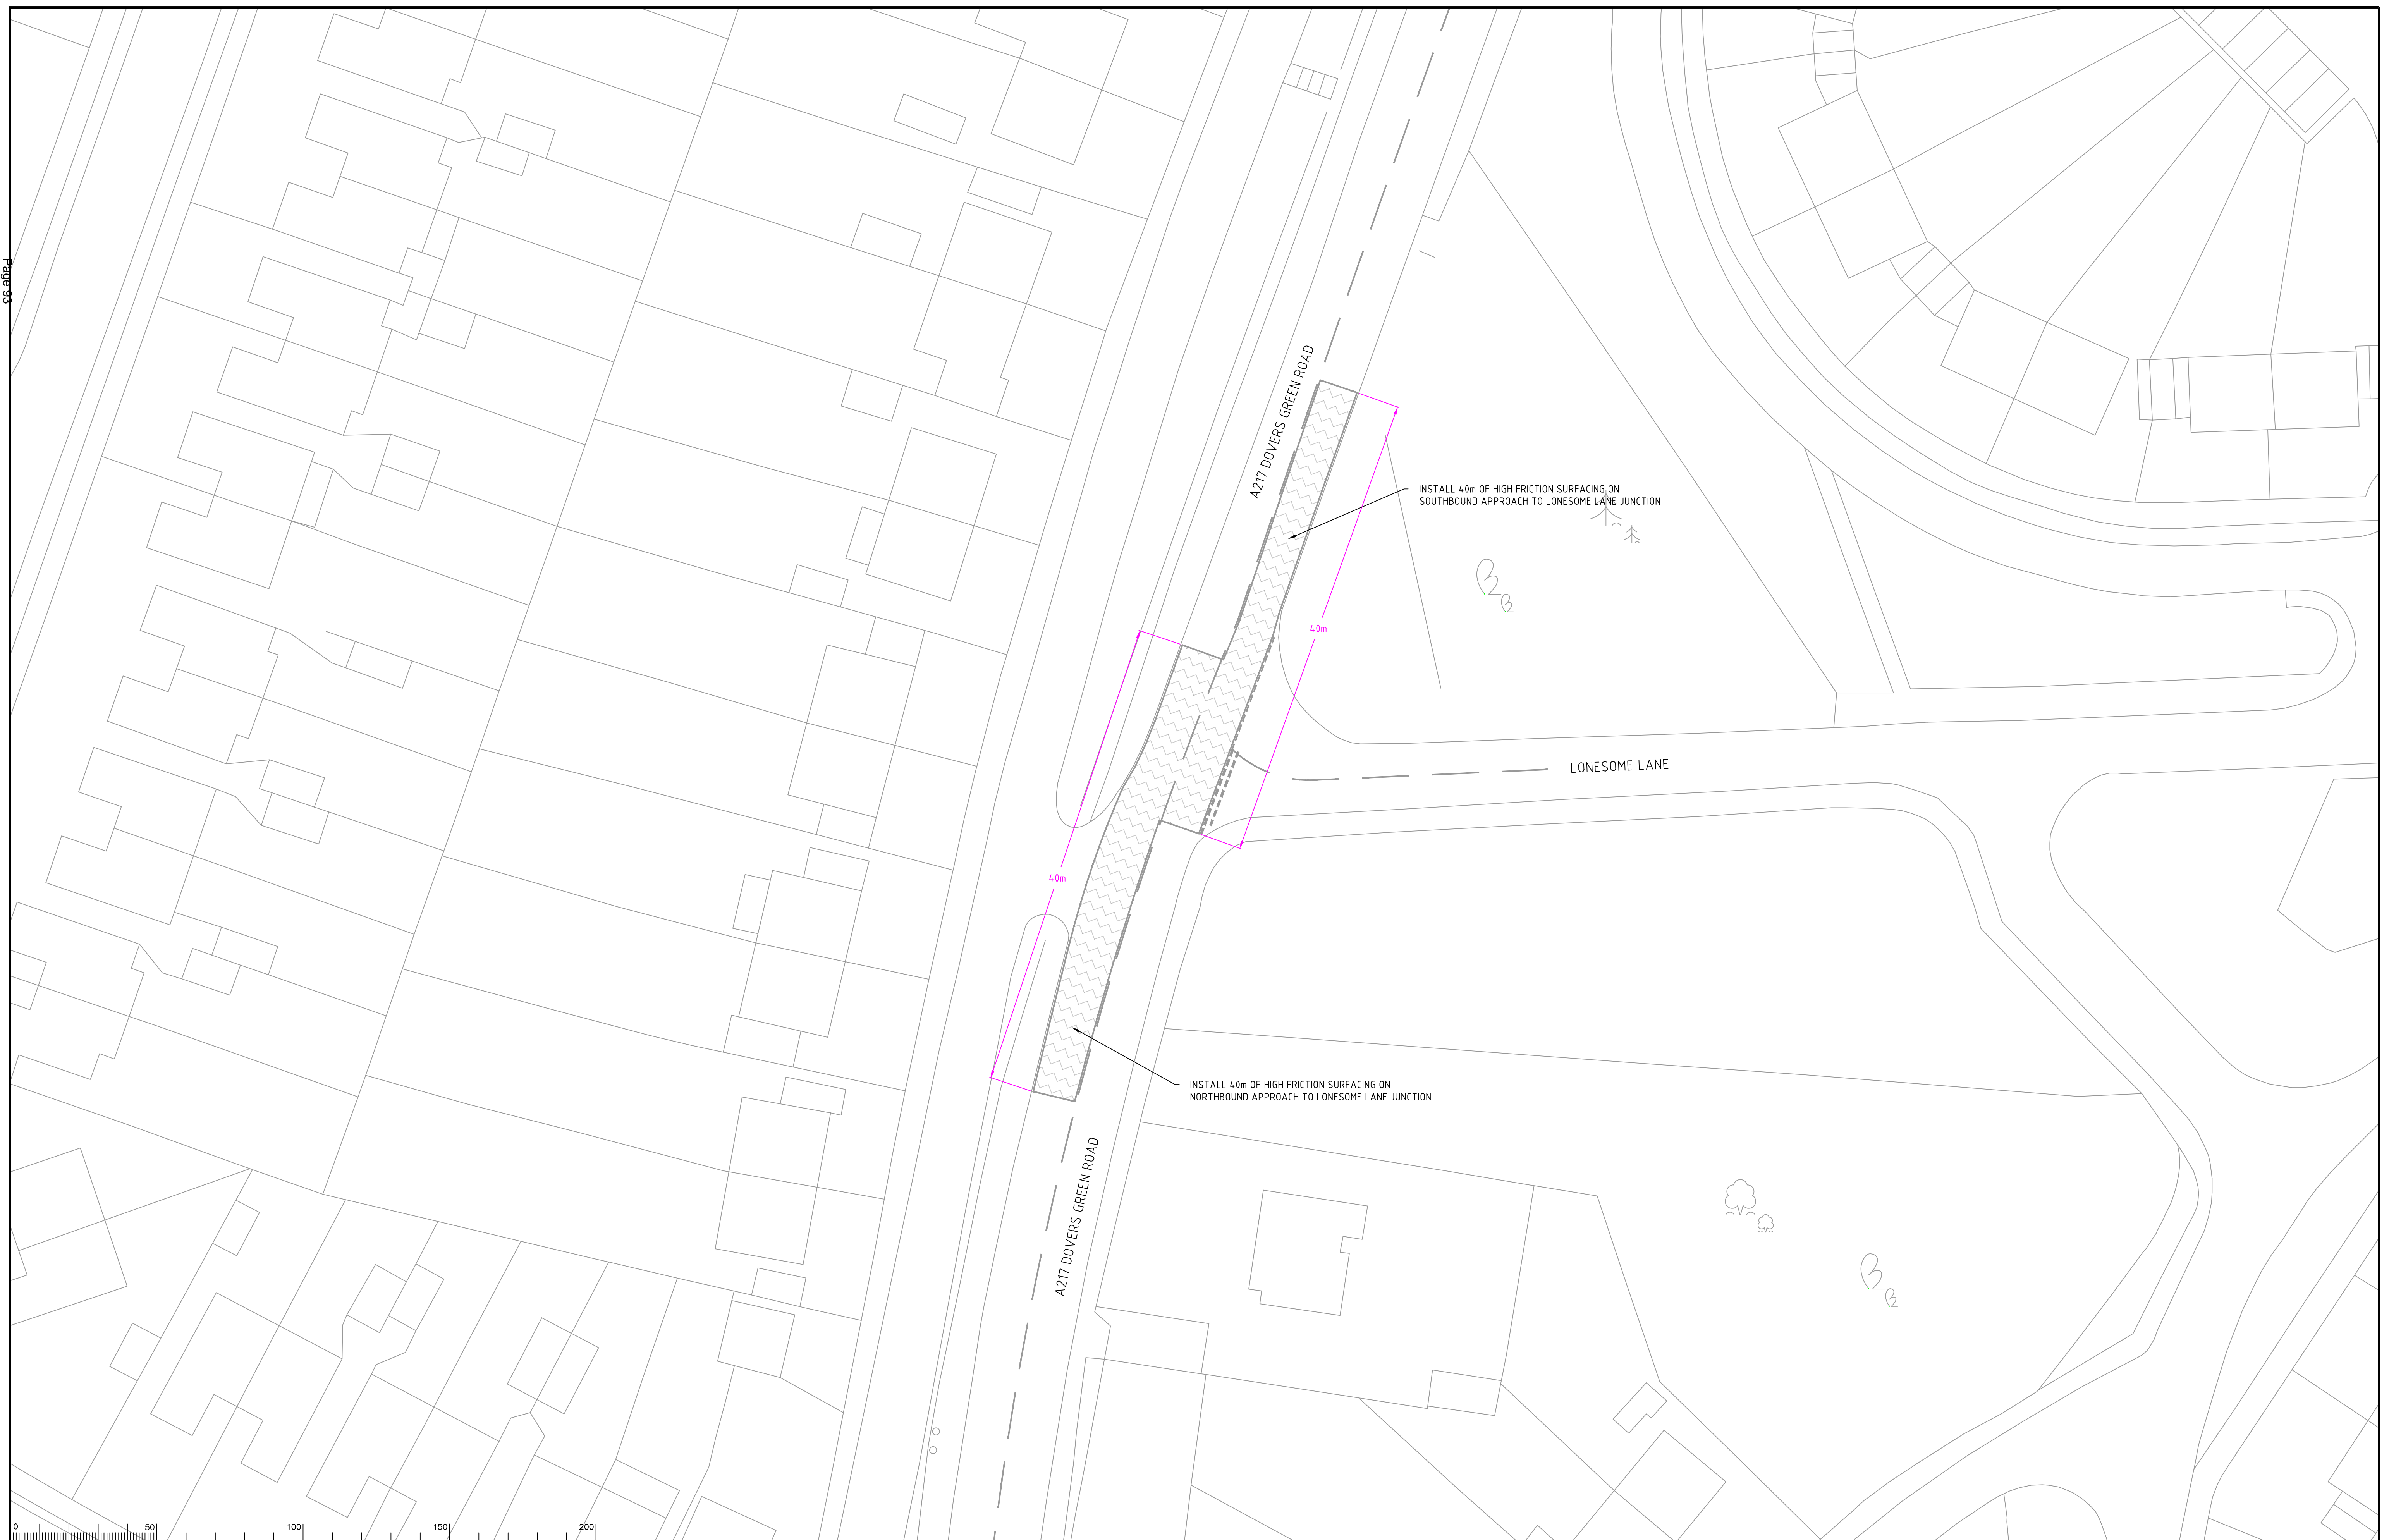 Page 93
A217 DOVERS GREEN ROAD
INSTALL 40m OF HIGH FRICTION SURFACING ON
SOUTHBOUND APPROACH TO LONESOME LANE JUNCTION
40m
LONESOME LANE
40m
INSTALL 40m OF HIGH FRICTION SURFACING ON
NORTHBOUND APPROACH TO LONESOME LANE JUNCTION
A217 DOVERS GREEN ROAD
0 50 100 150 200